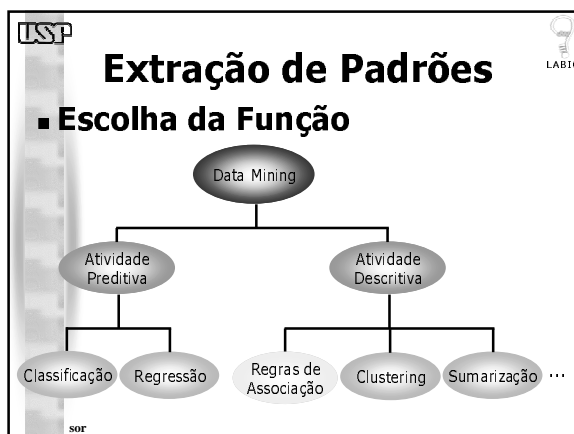 USP
Extração de Padrões
LABIC
■ Escolha da Função
Data Mining
Atividade
Preditiva
Atividade
Descritiva
Classificação
Regressão
Regras de
Associação
Clustering
Sumarização
...
sor